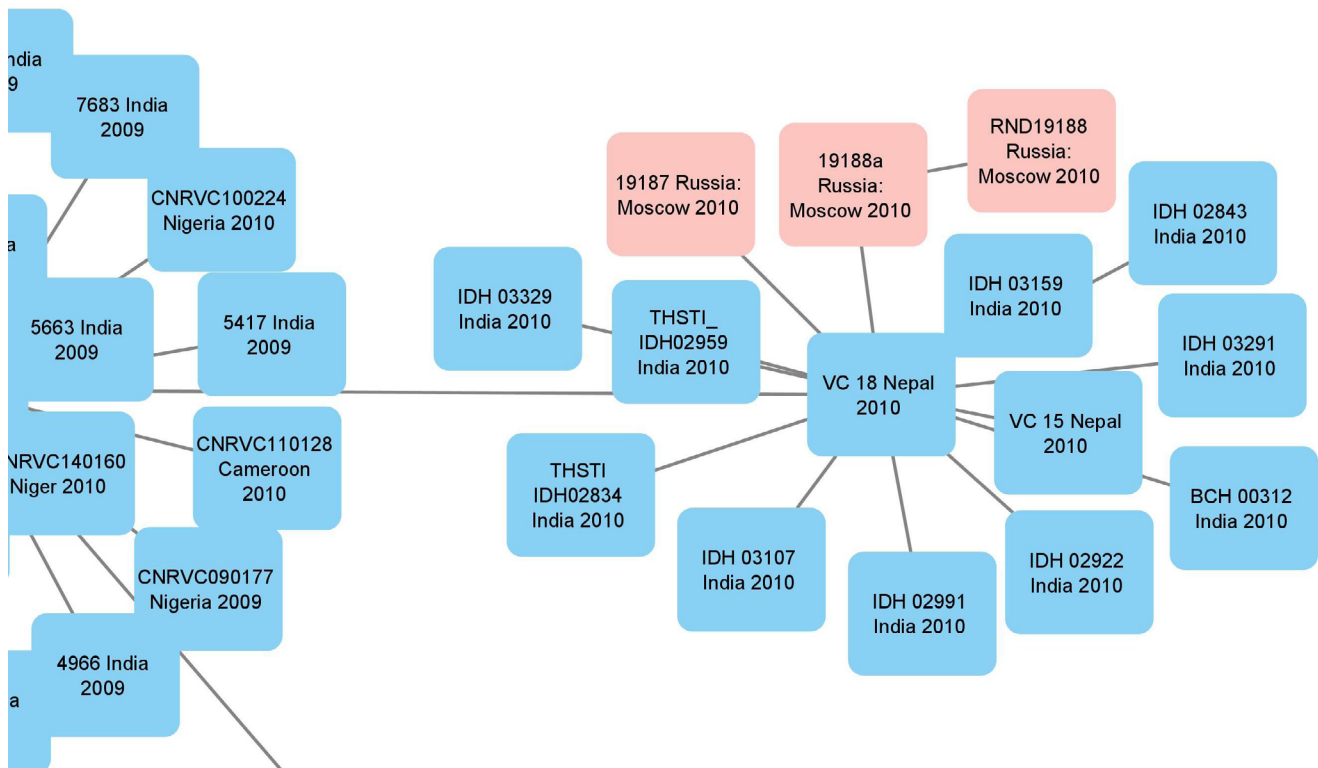 7683 India
2009
CNRVC100224
Nigeria 2010
5663 India
2009
5417 India
2009
CNRVC110128
Cameroon
2010
Niger 2010
CNRVC090177
Nigeria 2009
4966 India
2009
19187 Russia:
Moscow 2010
19188a
Russia:
Moscow 2010
RND19188
Russia:
Moscow 2010
IDH 02843
India 2010
IDH 03159
India 2010
IDH 03329
India 2010
THSTI_
IDH02959
India 2010
IDH 03291
India 2010
VC 18 Nepal
2010
VC 15 Nepal
2010
THSTI
IDH02834
India 2010
BCH 00312
India 2010
IDH 03107
India 2010
IDH 02922
India 2010
IDH 02991
India 2010